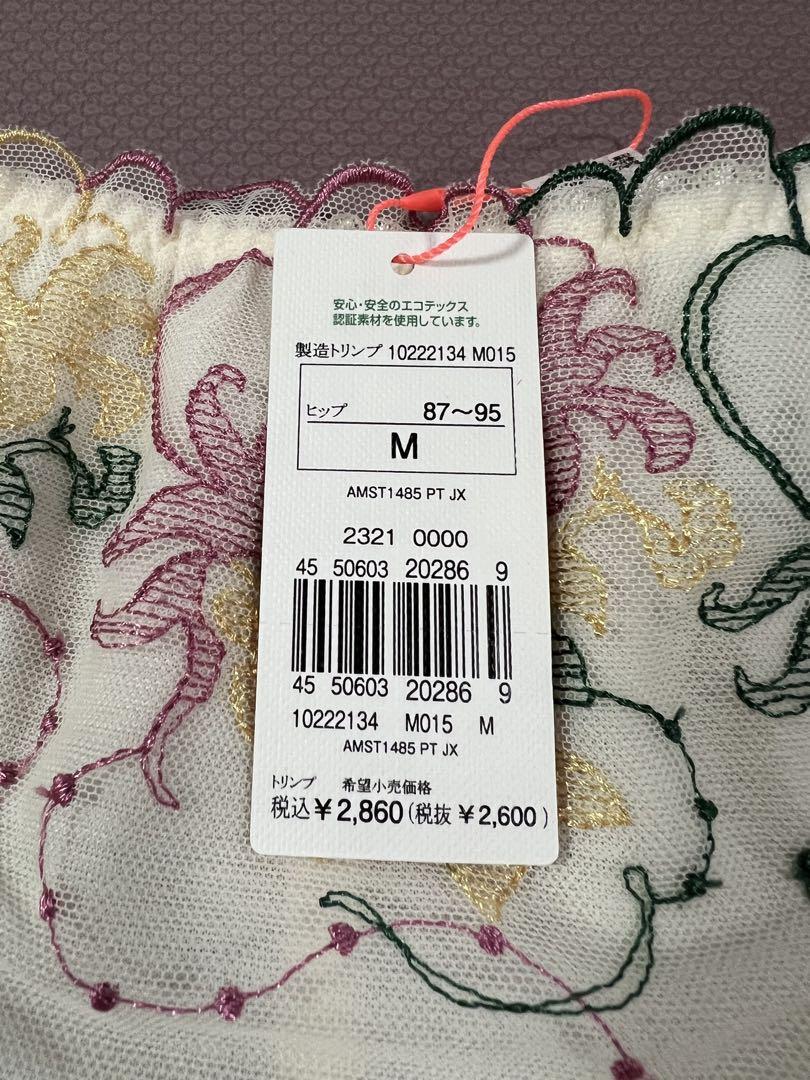 安心・安全のエコテックス
認証素材を使用しています。
製造トリンプ 10222134 M015
ヒップ 87〜95
M
AMST1485 PT JX
2321 0000
45 50603 20286 9
45 50603 20286 9
10222134 M015 M
AMST1485 PT JX
トリンプ 希望小売価格
税込¥2,860(税抜¥2,600)